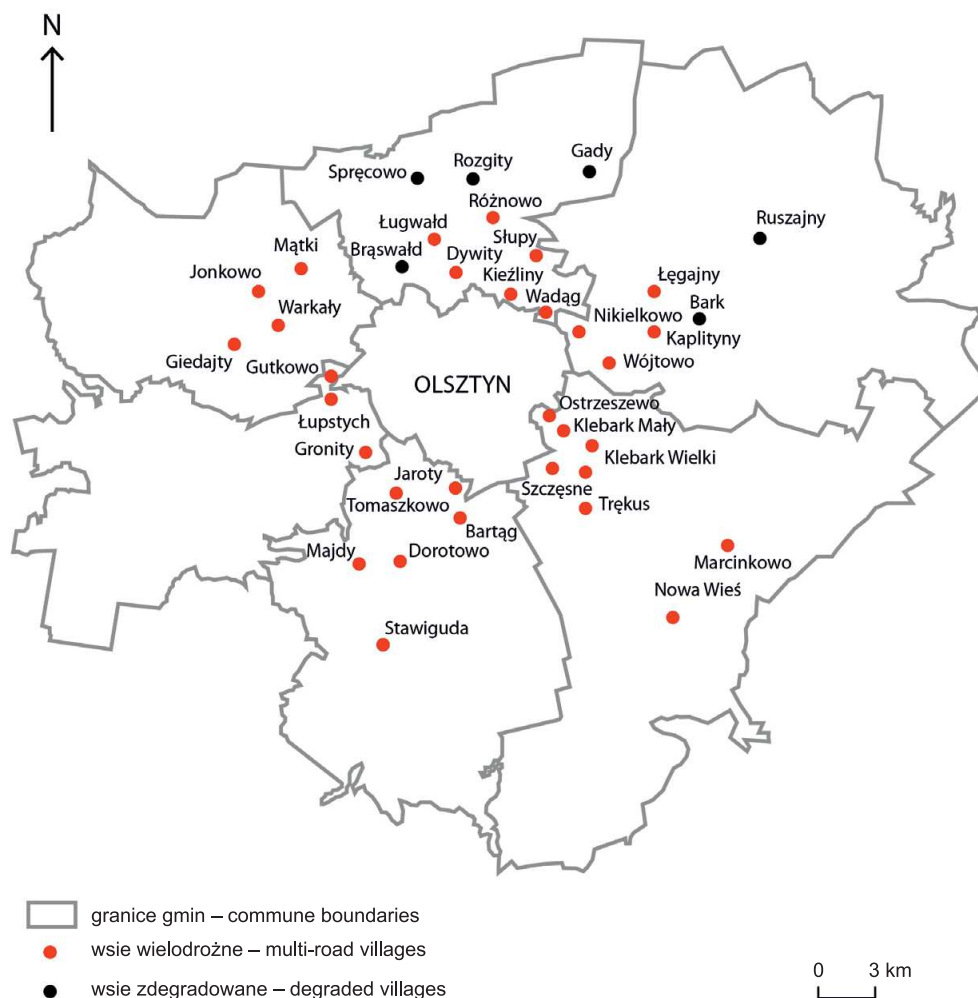 N
Gady
Spręcowo
Rozgity
Różnowo
Ruszajny
Ługwałd
Słupy
Mątki
Brąswałd
Dywity
Jonkowo
Kieźliny
Łęgajny
Wadąg
Bark
Warkały
Nikielkowo
Kaplityny
Giedajty
Gutkowo
Wójtowo
OLSZTYN
Ostrzeszewo
Łupstych
Klebark Mały
Gronity
Klebark Wielki
Jaroty
Szczęsne
Tomaszkowo
Trękus
Bartąg
Majdy
Dorotowo
Marcinkowo
Nowa Wieś
Stawiguda
granice gmin – commune boundaries
wsie wielodrożne – multi-road villages
wsie zdegradowane – degraded villages
0 3 km